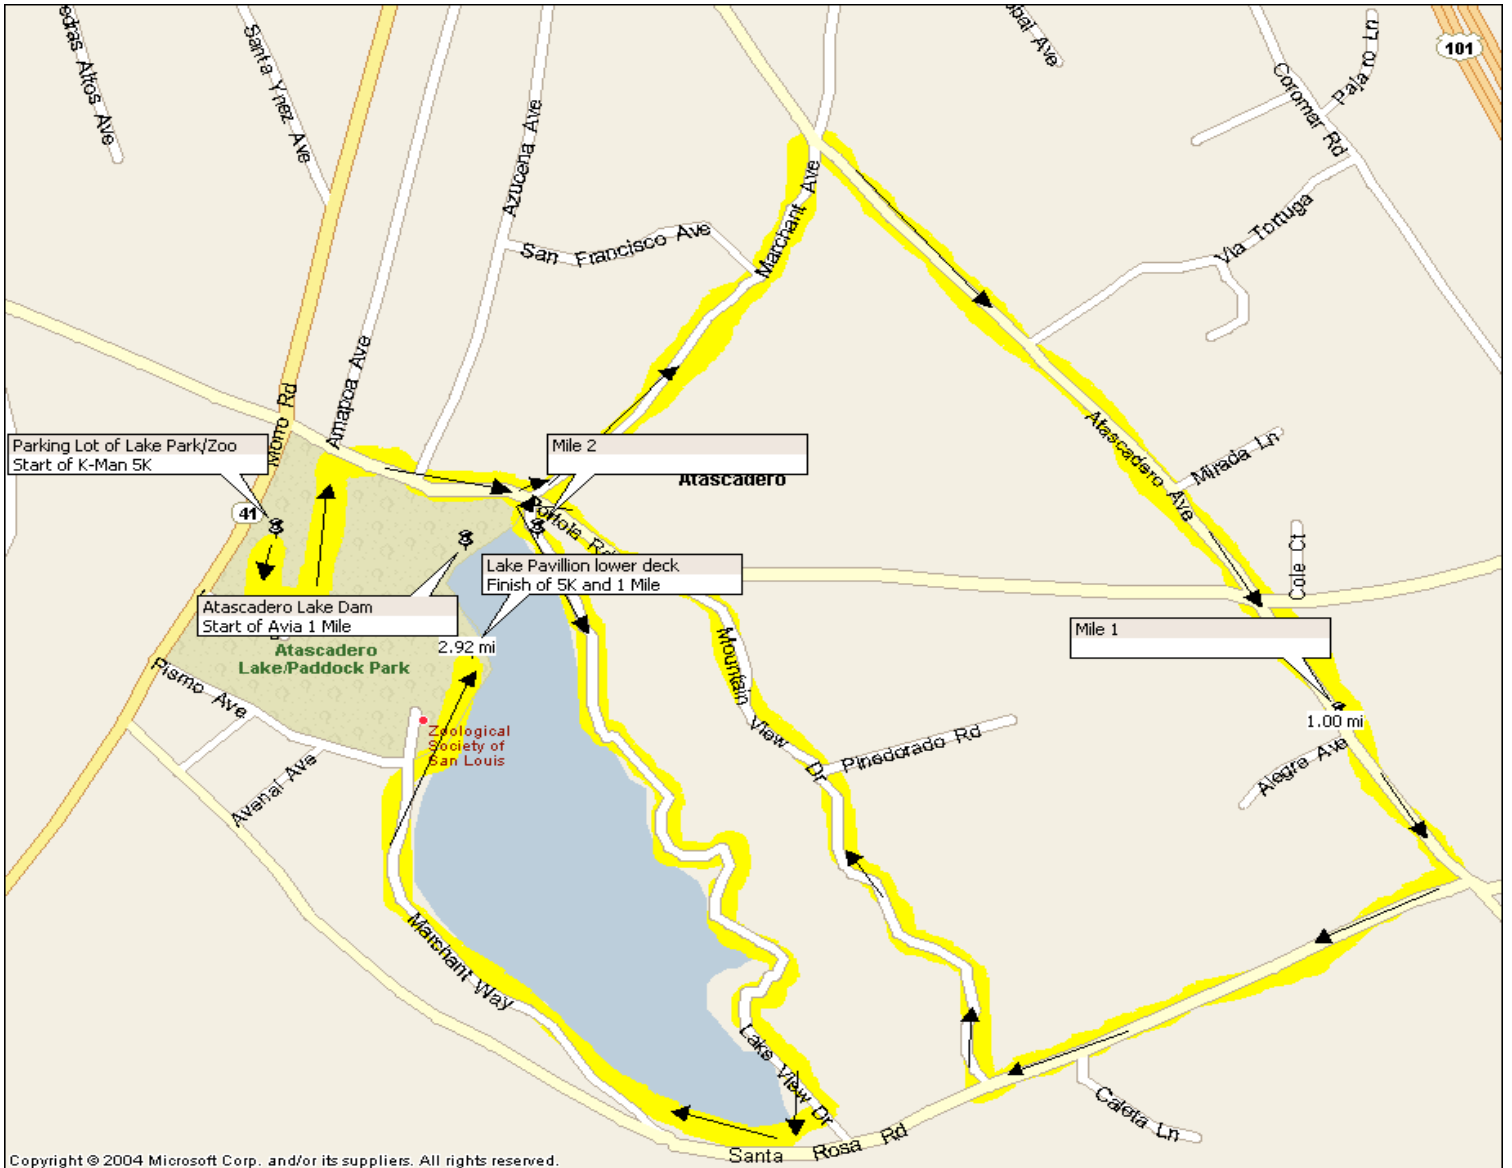 edras Altos Ave
Santa Ynez Ave
Azucena Ave
San Francisco Ave
Marchant Ave
Coromar Rd
Pajaro Ln
101
Via Tortuga
Amapoa Ave
Morro Rd
Parking Lot of Lake Park/Zoo
Start of K-Man 5K
41
Mile 2
Atascadero
Portola Rd
Atascadero Ave
Mirada Ln
Cole Ct
Lake Pavillion lower deck
Finish of 5K and 1 Mile
Atascadero Lake Dam
Start of Avia 1 Mile
2.92 mi
Atascadero
Lake/Paddock Park
Mile 1
1.00 mi
Pismo Ave
Zoological
Society of
San Louis
Avenal Ave
Mountain View Dr
Pinedorado Rd
Alegre Ave
Marchant Way
Lake View Dr
Caleta Ln
Santa Rosa Rd
Copyright © 2004 Microsoft Corp. and/or its suppliers. All rights reserved.